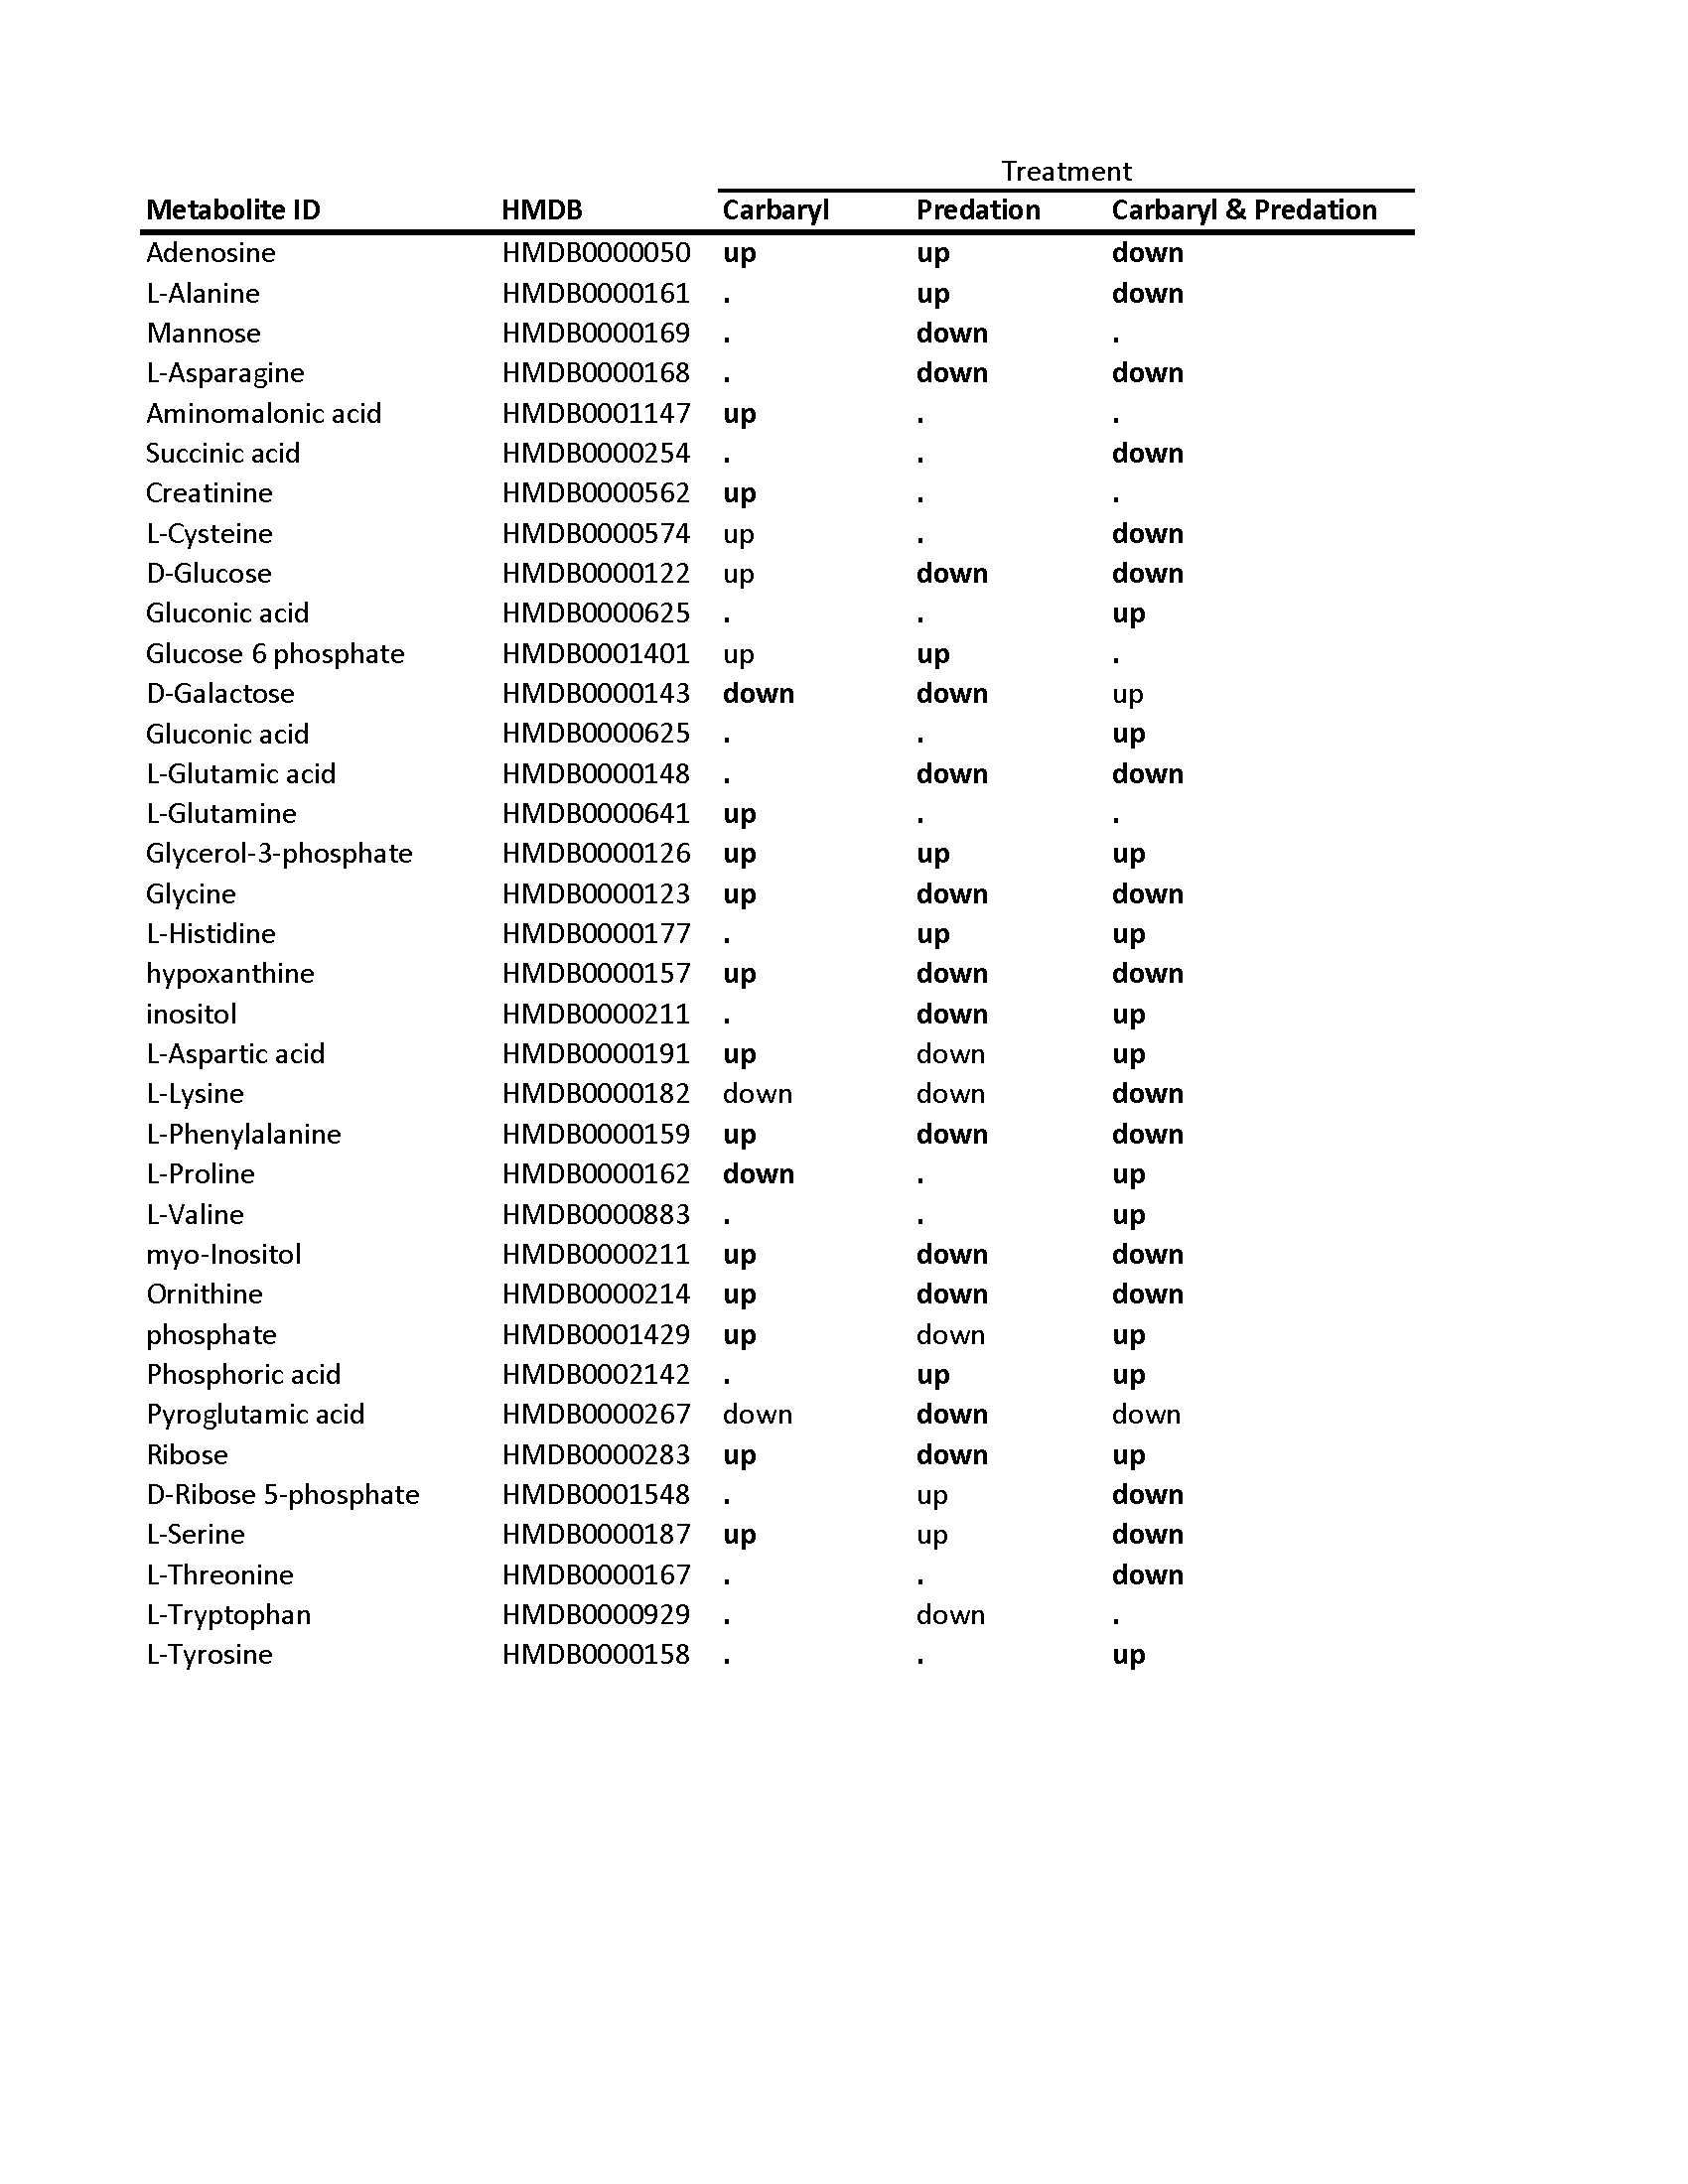 Treatment
Metabolite ID HMDB Carbaryl Predation Carbaryl & Predation
Adenosine HMDB0000050 up up down
L-Alanine HMDB0000161 . up down
Mannose HMDB0000169 . down .
L-Asparagine HMDB0000168 . down down
Aminomalonic acid HMDB0001147 up . .
Succinic acid HMDB0000254 . . down
Creatinine HMDB0000562 up . .
L-Cysteine HMDB0000574 up . down
D-Glucose HMDB0000122 up down down
Gluconic acid HMDB0000625 . . up
Glucose 6 phosphate HMDB0001401 up up .
D-Galactose HMDB0000143 down down up
Gluconic acid HMDB0000625 . . up
L-Glutamic acid HMDB0000148 . down down
L-Glutamine HMDB0000641 up . .
Glycerol-3-phosphate HMDB0000126 up up up
Glycine HMDB0000123 up down down
L-Histidine HMDB0000177 . up up
hypoxanthine HMDB0000157 up down down
inositol HMDB0000211 . down up
L-Aspartic acid HMDB0000191 up down up
L-Lysine HMDB0000182 down down down
L-Phenylalanine HMDB0000159 up down down
L-Proline HMDB0000162 down . up
L-Valine HMDB0000883 . . up
myo-Inositol HMDB0000211 up down down
Ornithine HMDB0000214 up down down
phosphate HMDB0001429 up down up
Phosphoric acid HMDB0002142 . up up
Pyroglutamic acid HMDB0000267 down down down
Ribose HMDB0000283 up down up
D-Ribose 5-phosphate HMDB0001548 . up down
L-Serine HMDB0000187 up up down
L-Threonine HMDB0000167 . . down
L-Tryptophan HMDB0000929 . down .
L-Tyrosine HMDB0000158 . . up